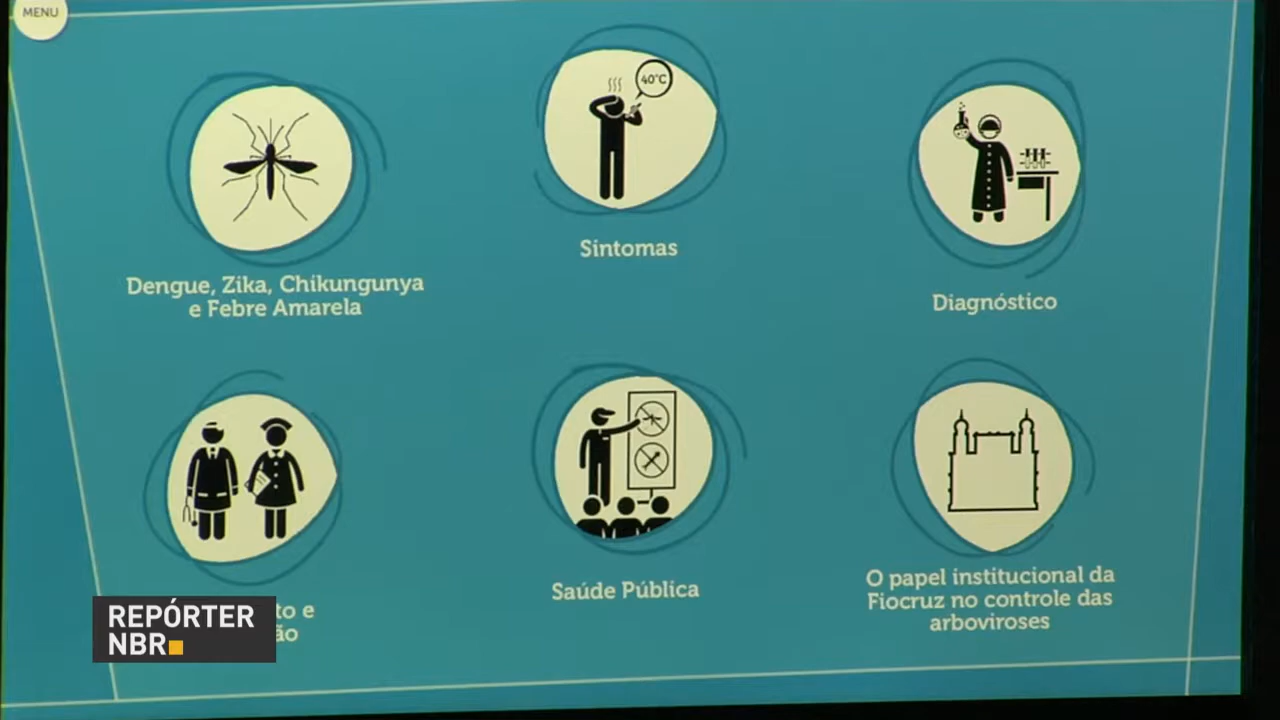 MENU
40°C
Sintomas
Dengue, Zika, Chikungunya
e Febre Amarela
Diagnóstico
Saúde Pública
O papel institucional da
Fiocruz no controle das
arboviroses
REPÓRTER
NBR